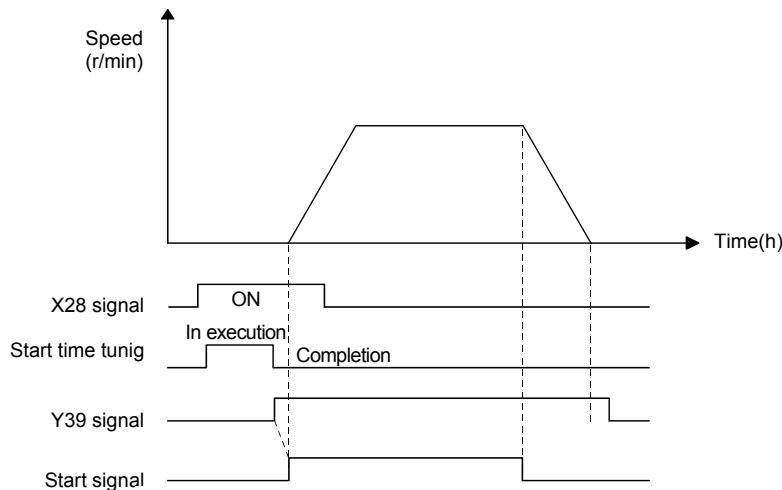 Speed
(r/min)
Time(h)
X28 signal
ON
In execution
Start time tunig
Completion
Y39 signal
Start signal